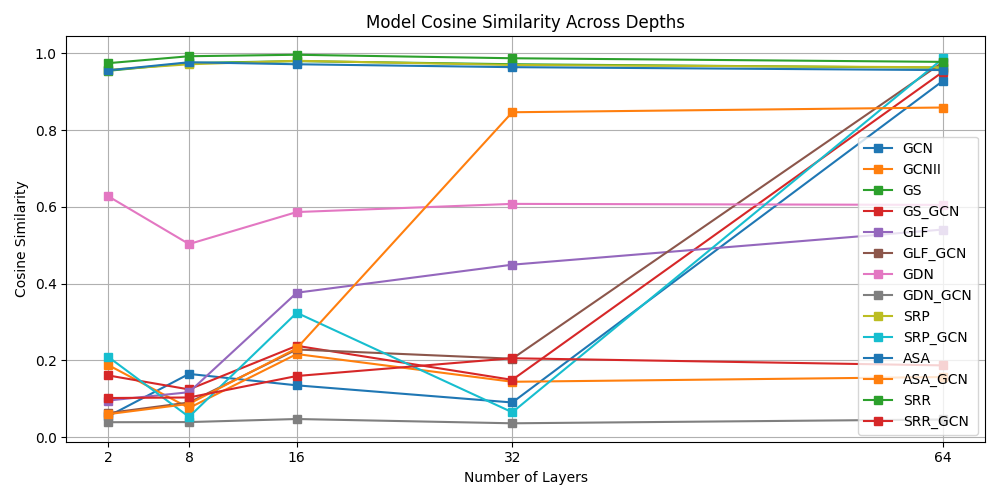 Model Cosine Similarity Across Depths
Cosine Similarity
1.0
0.8
0.6
0.4
0.2
0.0
GCN
GCNII
GS
GS_GCN
GLF
GLF_GCN
GDN
GDN_GCN
SRP
SRP_GCN
ASA
ASA_GCN
SRR
SRR_GCN
2 8 16 32 64
Number of Layers